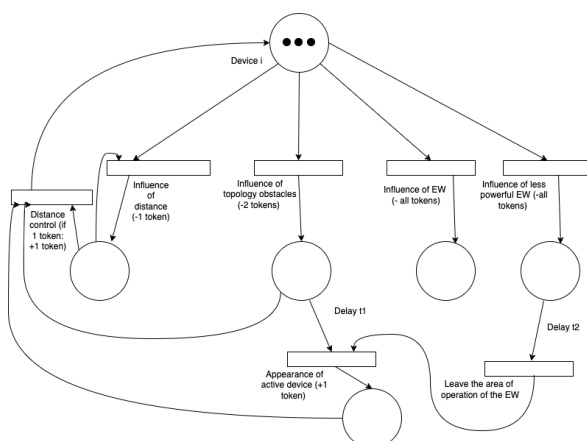 Device i
Influence
of
distance
(-1 token)
Influence of
topology obstacles
(-2 tokens)
Influence of EW
(- all tokens)
Influence of less
powerful EW (-all
tokens)
Distance
control (if
1 token:
+1 token)
Delay t1
Delay t2
Appearance of
active device (+1
token)
Leave the area of
operation of the EW